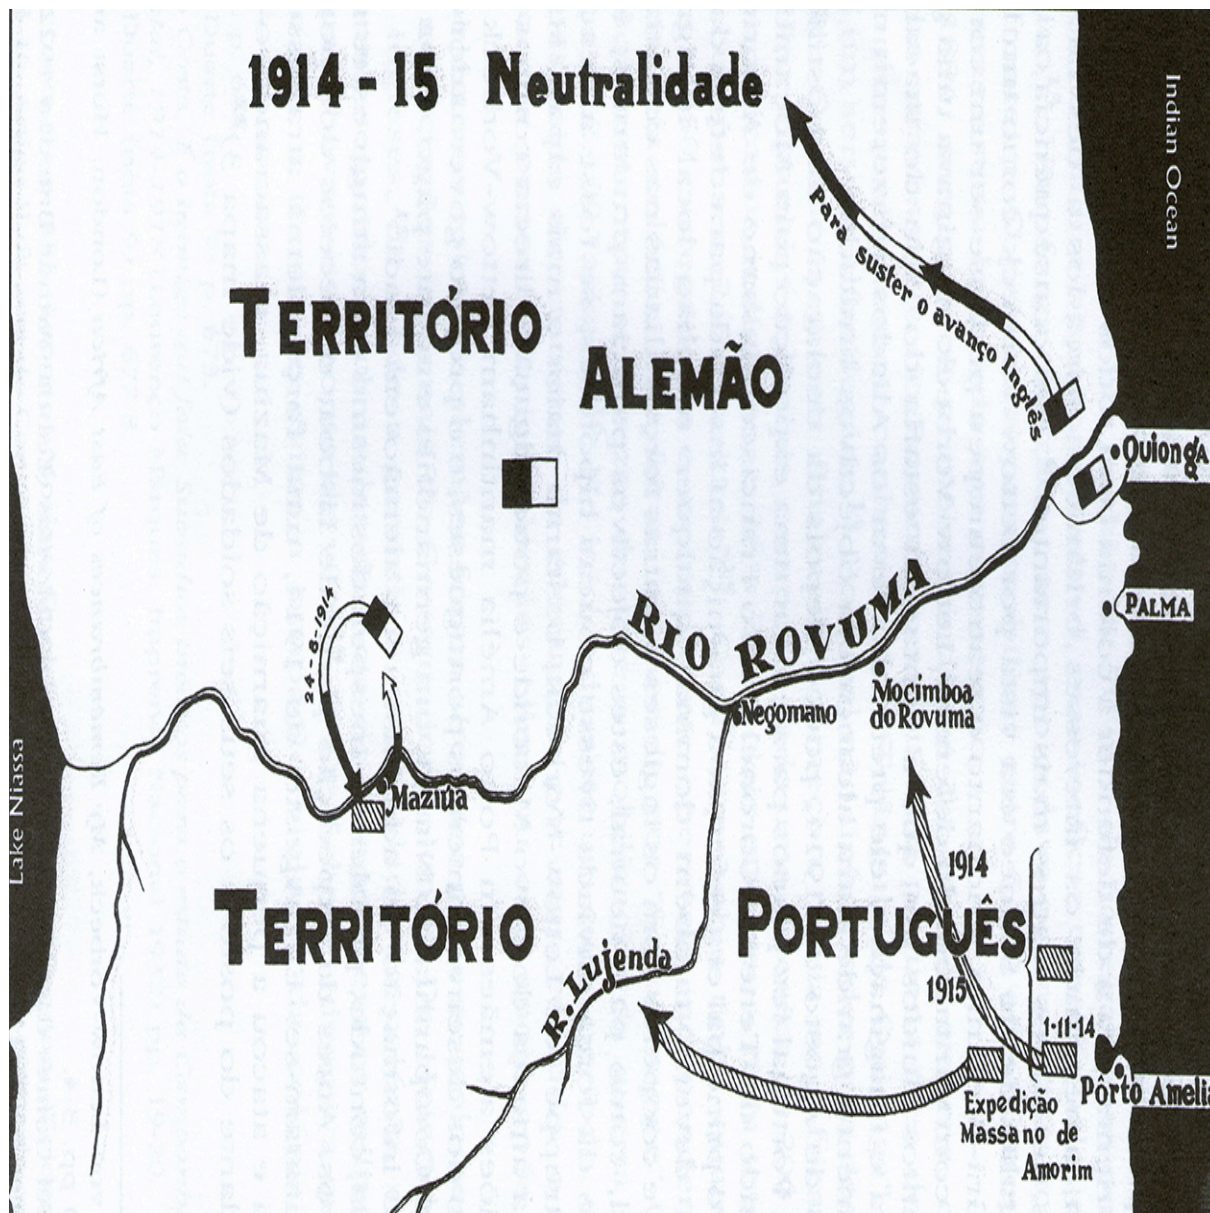 1914 - 15 Neutralidade
Indian Ocean
Para suster o avanço Inglês
TERRITÓRIO
ALEMÃO
Quionga
PALMA
24-8-1914
RIO ROVUMA
Mocimboa
do Rovuma
Negomano
Maziúa
Lake Niassa
1914
TERRITÓRIO PORTUGUÊS
R. Lujenda
1915
1-11-14
Pôrto Amelia
Expedição
Massano de
Amorim